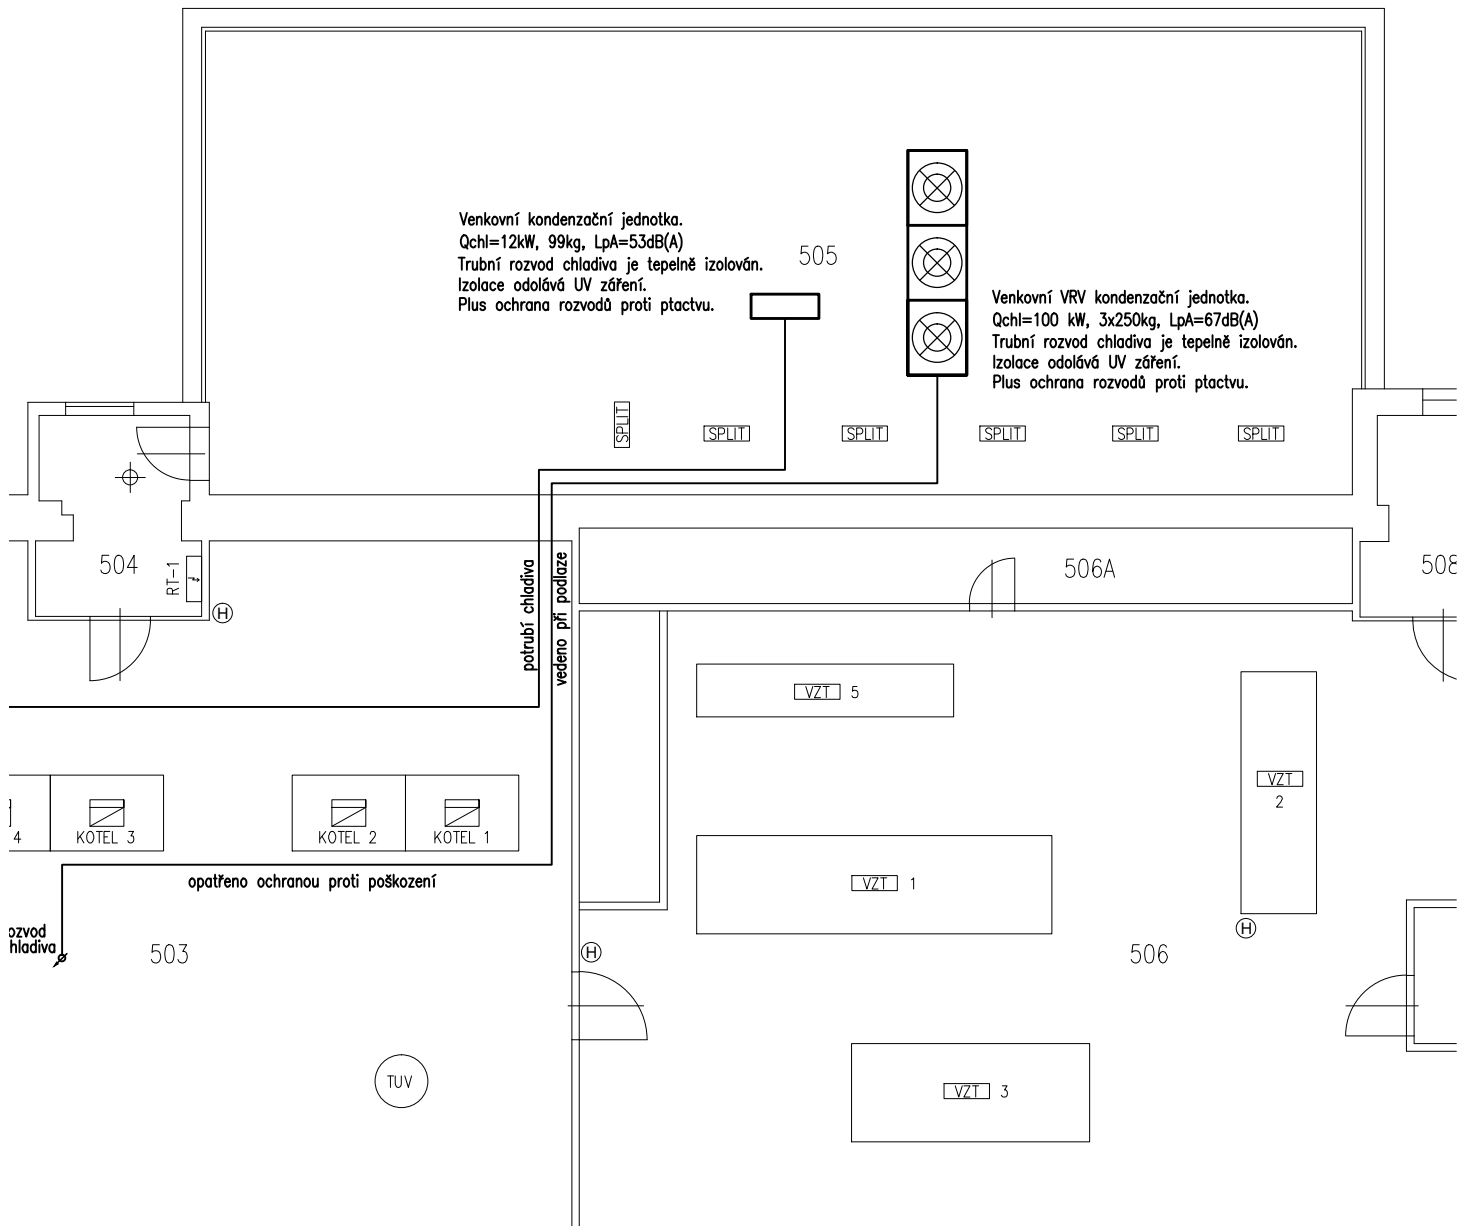 Venkovní kondenzační jednotka.
Qchl=12kW, 99kg, LpA=53dB(A)
Trubní rozvod chladiva je tepelně izolován.
Izolace odolává UV záření.
Plus ochrana rozvodů proti ptactvu.
505
Venkovní VRV kondenzační jednotka.
Qchl=100 kW, 3x250kg, LpA=67dB(A)
Trubní rozvod chladiva je tepelně izolován.
Izolace odolává UV záření.
Plus ochrana rozvodů proti ptactvu.
SPLIT
SPLIT
SPLIT
SPLIT
SPLIT
SPLIT
504
RT-1
H
potrubí chladiva
vedeno při podlaze
506A
508
VZT 5
VZT
2
4
KOTEL 3
KOTEL 2
KOTEL 1
opatřeno ochranou proti poškození
VZT 1
ozvod
hladiva
503
H
506
H
TUV
VZT 3